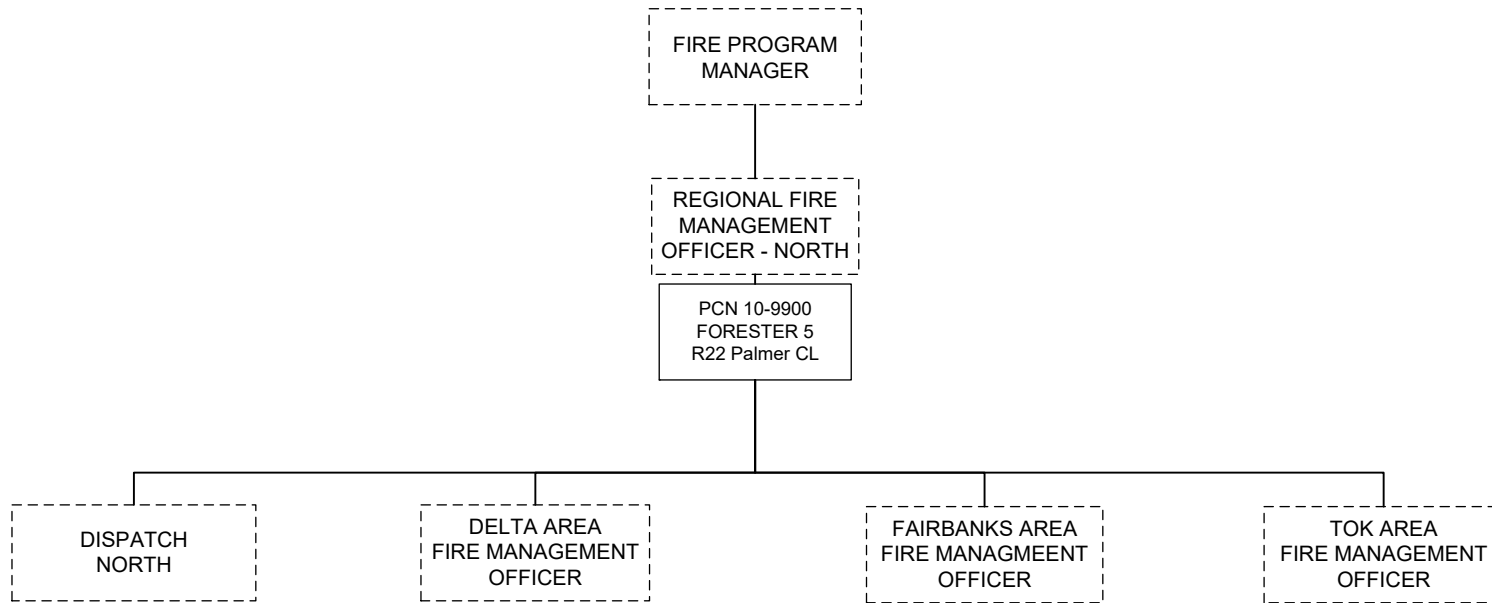 FIRE PROGRAM
MANAGER
REGIONAL FIRE
MANAGEMENT
OFFICER - NORTH
PCN 10-9900
FORESTER 5
R22 Palmer CL
DISPATCH
NORTH
DELTA AREA
FIRE MANAGEMENT
OFFICER
FAIRBANKS AREA
FIRE MANAGMEENT
OFFICER
TOK AREA
FIRE MANAGEMENT
OFFICER